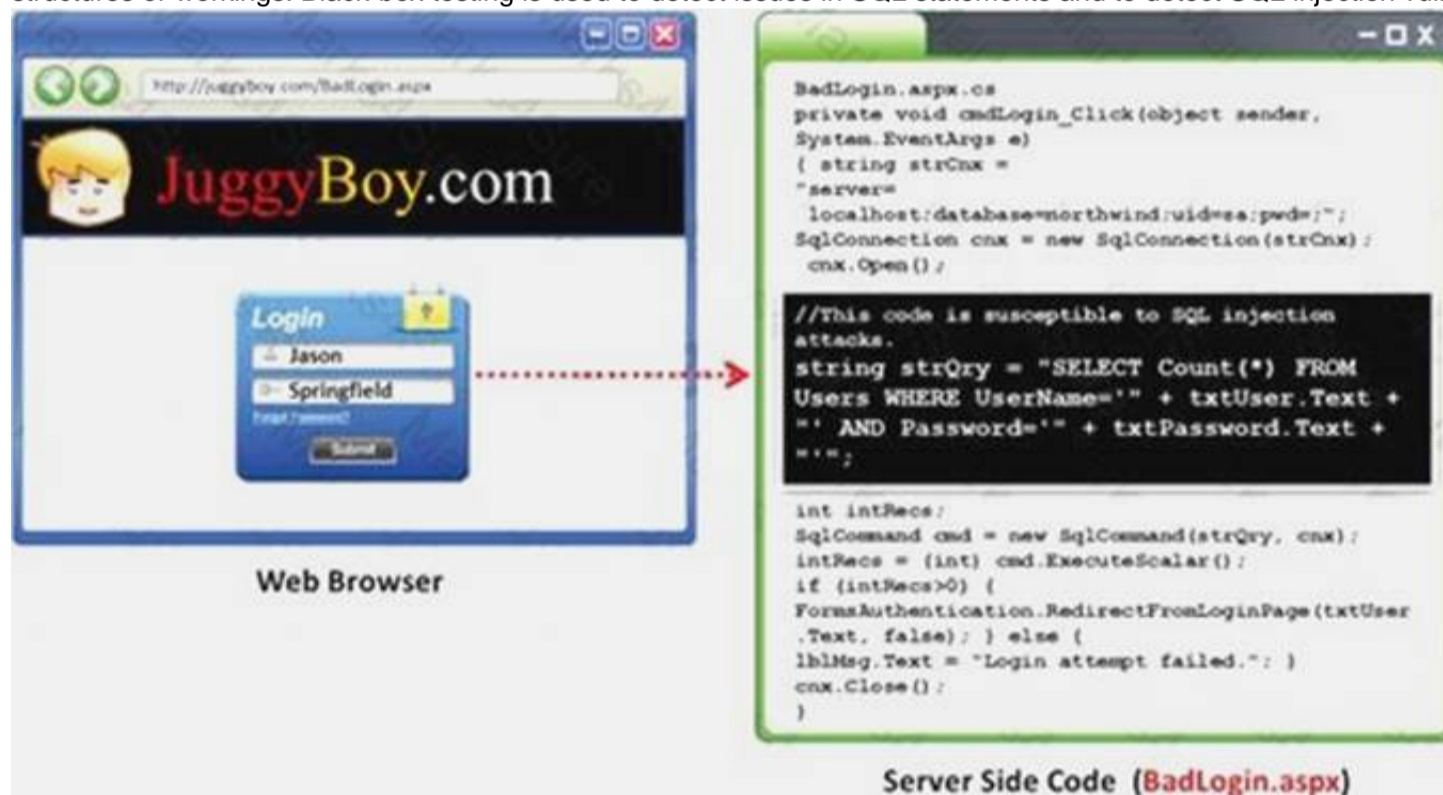 http://juggyboy.com/BadLogin.aspx
JuggyBoy.com
Login
Jason
Springfield
Forgot Password?
Submit
Web Browser
BadLogin.aspx.cs
private void cmdLogin_Click(object sender,
System.EventArgs e)
{ string strCnx =
"server=
localhost;database=northwind;uid=sa;pwd=;";
SqlConnection cnx = new SqlConnection(strCnx);
cnx.Open();
//This code is susceptible to SQL injection
attacks.
string strQry = "SELECT Count(*) FROM
Users WHERE UserName='" + txtUser.Text +
"' AND Password='" + txtPassword.Text +
"'";
int intRecs;
SqlCommand cmd = new SqlCommand(strQry, cnx);
intRecs = (int) cmd.ExecuteScalar();
if (intRecs>0) {
FormsAuthentication.RedirectFromLoginPage(txtUser
.Text, false); } else {
lblMsg.Text = "Login attempt failed."; }
cnx.Close();
}
Server Side Code (BadLogin.aspx)